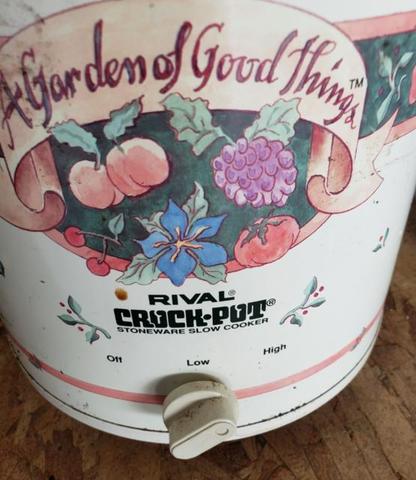 A Garden of Good Things™
RIVAL®
CROCK·POT®
STONEWARE SLOW COOKER
Off Low High